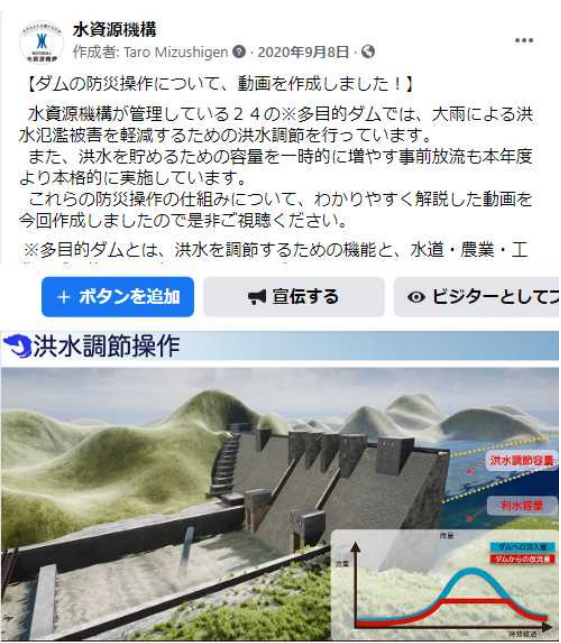 水資源機構
作成者: Taro Mizushigen · 2020年9月8日 ·
【ダムの防災操作について、動画を作成しました！】
水資源機構が管理している２４の※多目的ダムでは、大雨による洪
水氾濫被害を軽減するための洪水調節を行っています。
また、洪水を貯めるための容量を一時的に増やす事前放流も本年度
より本格的に実施しています。
これらの防災操作の仕組みについて、わかりやすく解説した動画を
今回作成しましたので是非ご視聴ください。
※多目的ダムとは、洪水を調節するための機能と、水道・農業・工
+ ボタンを追加
宣伝する
ビジターとしてプ
洪水調節操作
洪水調節容量
利水容量
雨量
流量
ダムへの流入量
ダムからの放流量
時間経過